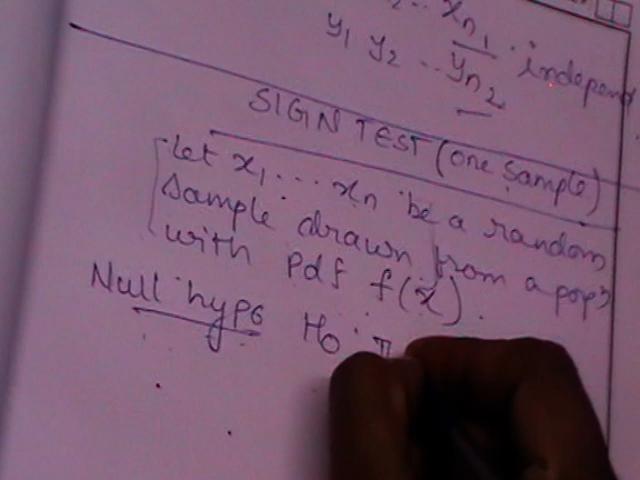 .. xn1
y1 y2 .. yn2 . independ
SIGN TEST (one sample)
Let x1 ... xn be a random
sample drawn from a popn
with pdf f(x).
Null hypo H0 : π